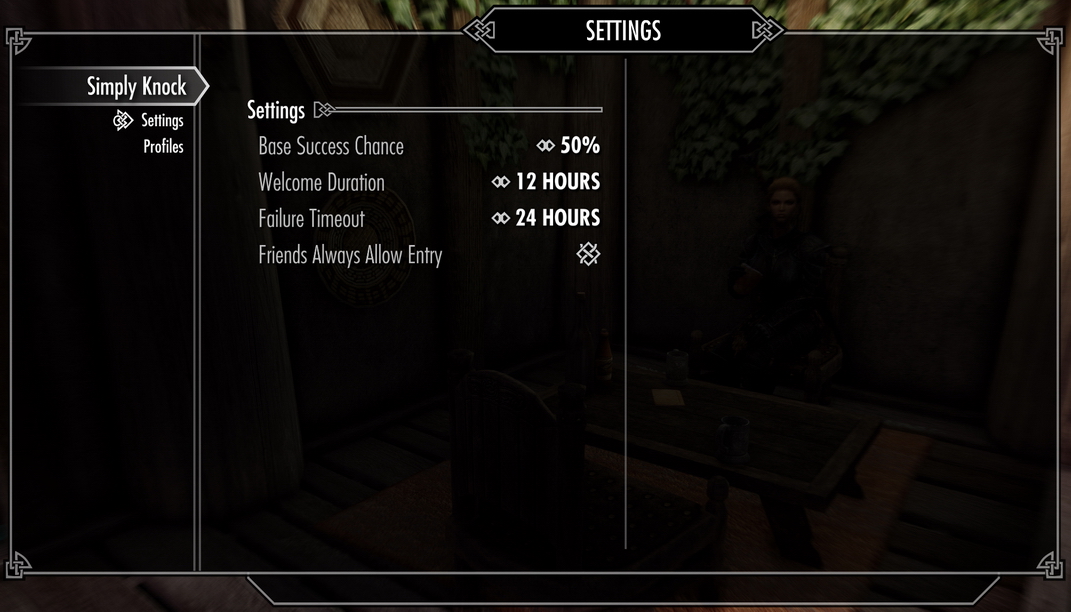 SETTINGS
Simply Knock
Settings
Profiles
Settings
Base Success Chance 50%
Welcome Duration 12 HOURS
Failure Timeout 24 HOURS
Friends Always Allow Entry